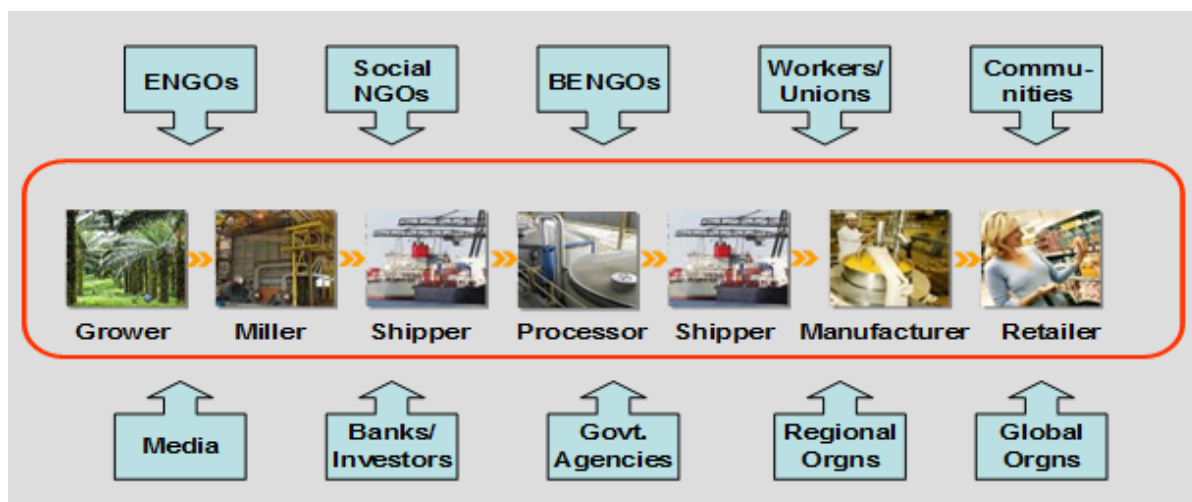 ENGOs
Social
NGOs
BENGOs
Workers/
Unions
Commu-
nities
Grower
Miller
Shipper
Processor
Shipper
Manufacturer
Retailer
Media
Banks/
Investors
Govt.
Agencies
Regional
Orgns
Global
Orgns